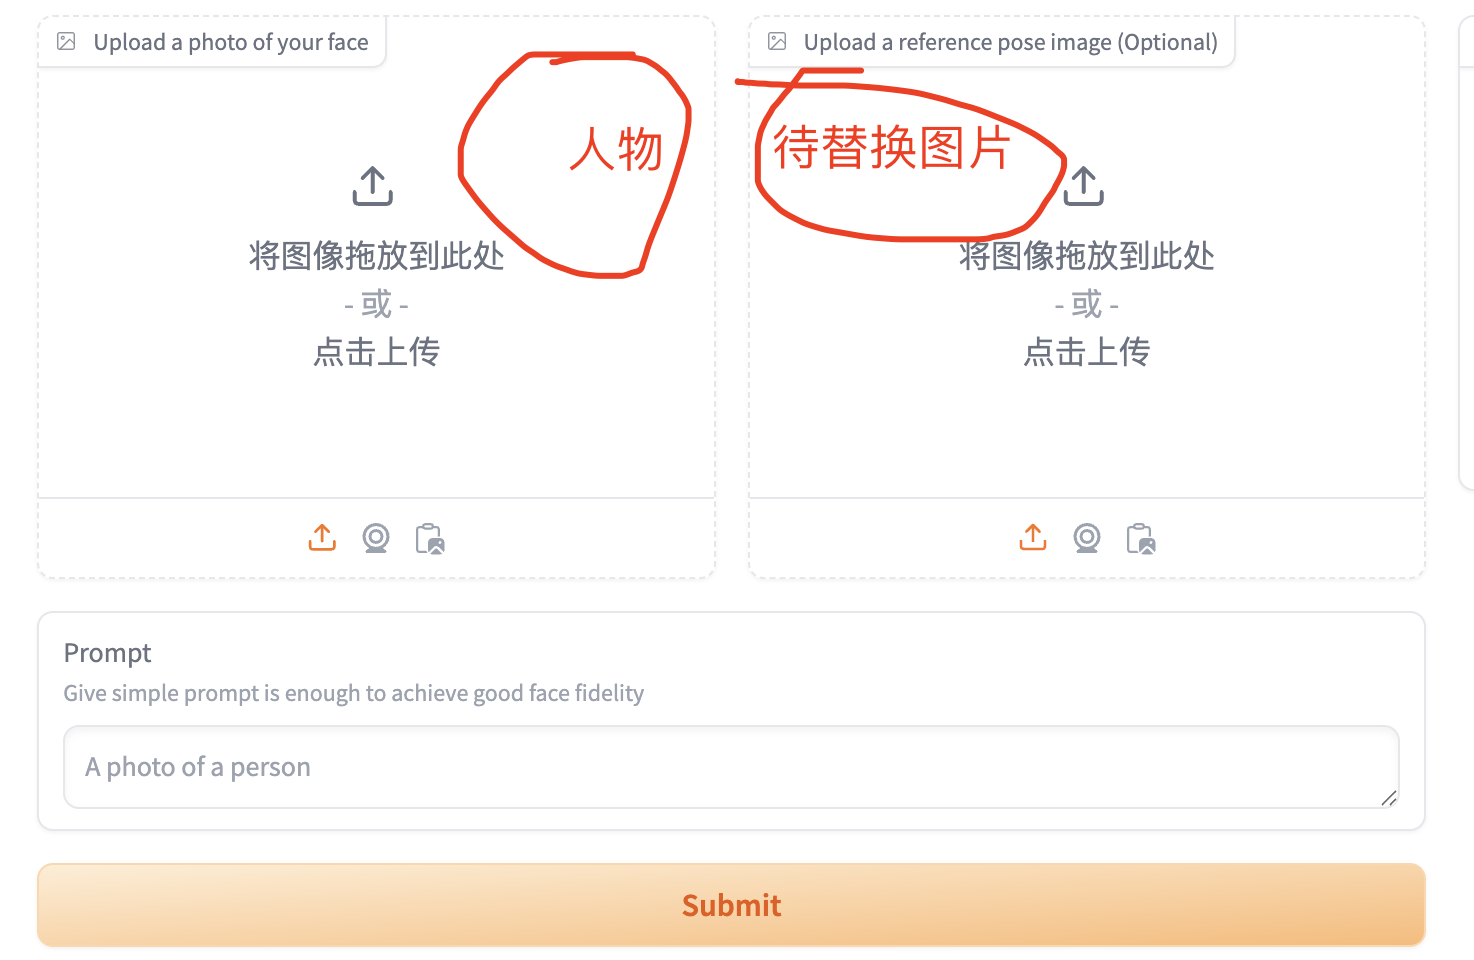 Upload a photo of your face
人物
将图像拖放到此处
- 或 -
点击上传
Upload a reference pose image (Optional)
待替换图片
将图像拖放到此处
- 或 -
点击上传
Prompt
Give simple prompt is enough to achieve good face fidelity
A photo of a person
Submit